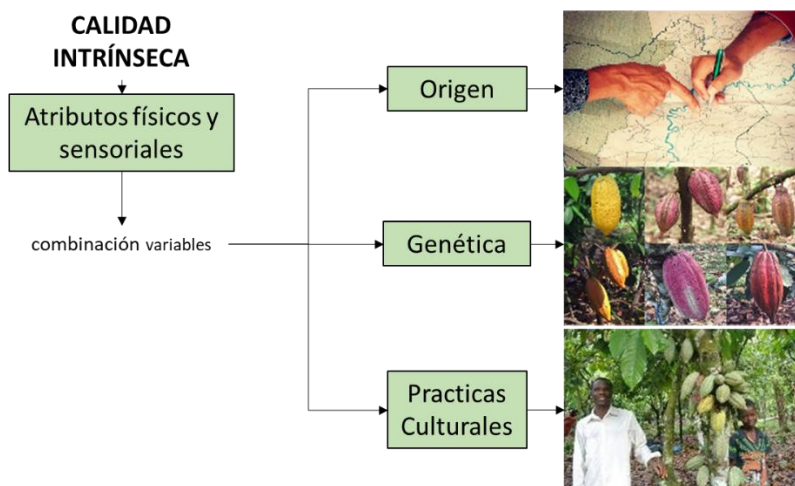 CALIDAD
INTRÍNSECA
Atributos físicos y
sensoriales
combinación variables
Origen
Genética
Practicas
Culturales